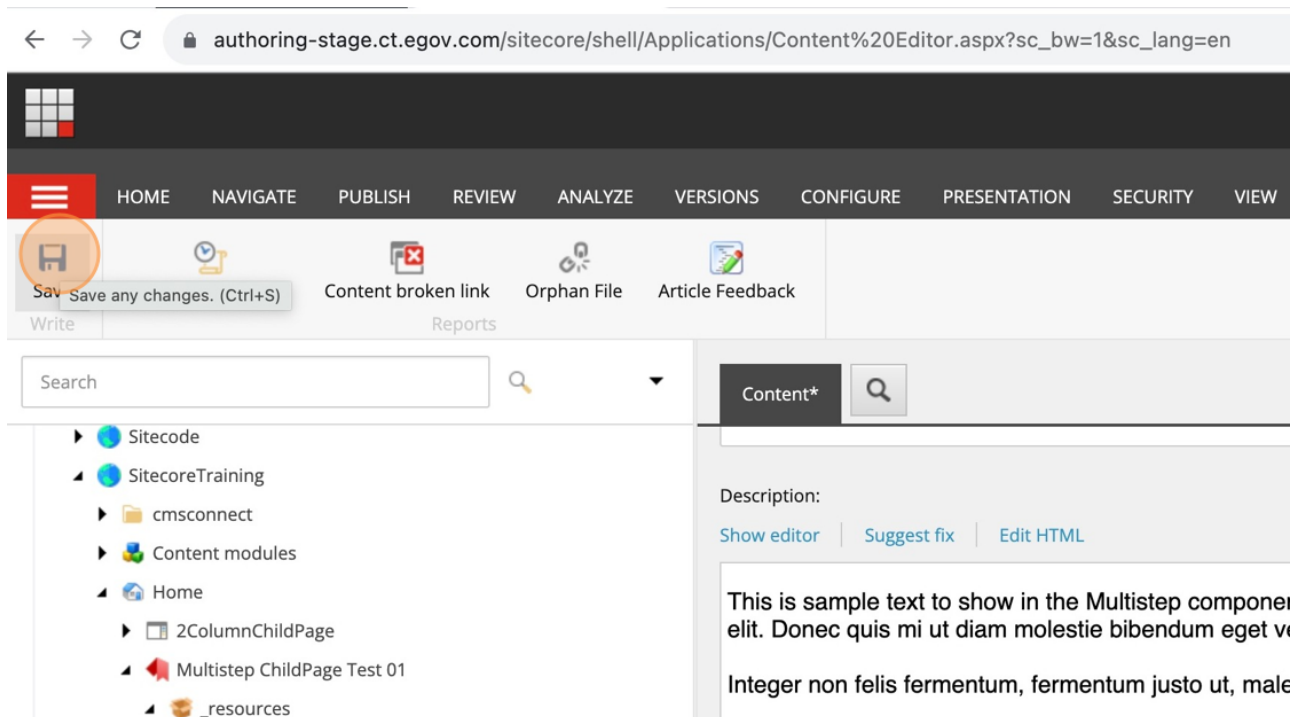 authoring-stage.ct.egov.com/sitecore/shell/Applications/Content%20Editor.aspx?sc_bw=1&sc_lang=en
HOME NAVIGATE PUBLISH REVIEW ANALYZE VERSIONS CONFIGURE PRESENTATION SECURITY VIEW
Save any changes. (Ctrl+S) Content broken link Orphan File Article Feedback
Write Reports
Search
Content*
Sitecode
SitecoreTraining
cmsconnect
Content modules
Home
2ColumnChildPage
Multistep ChildPage Test 01
_resources
Description:
Show editor Suggest fix Edit HTML
This is sample text to show in the Multistep
elit. Donec quis mi ut diam molestie bibendum eget
Integer non felis fermentum, fermentum justo ut,